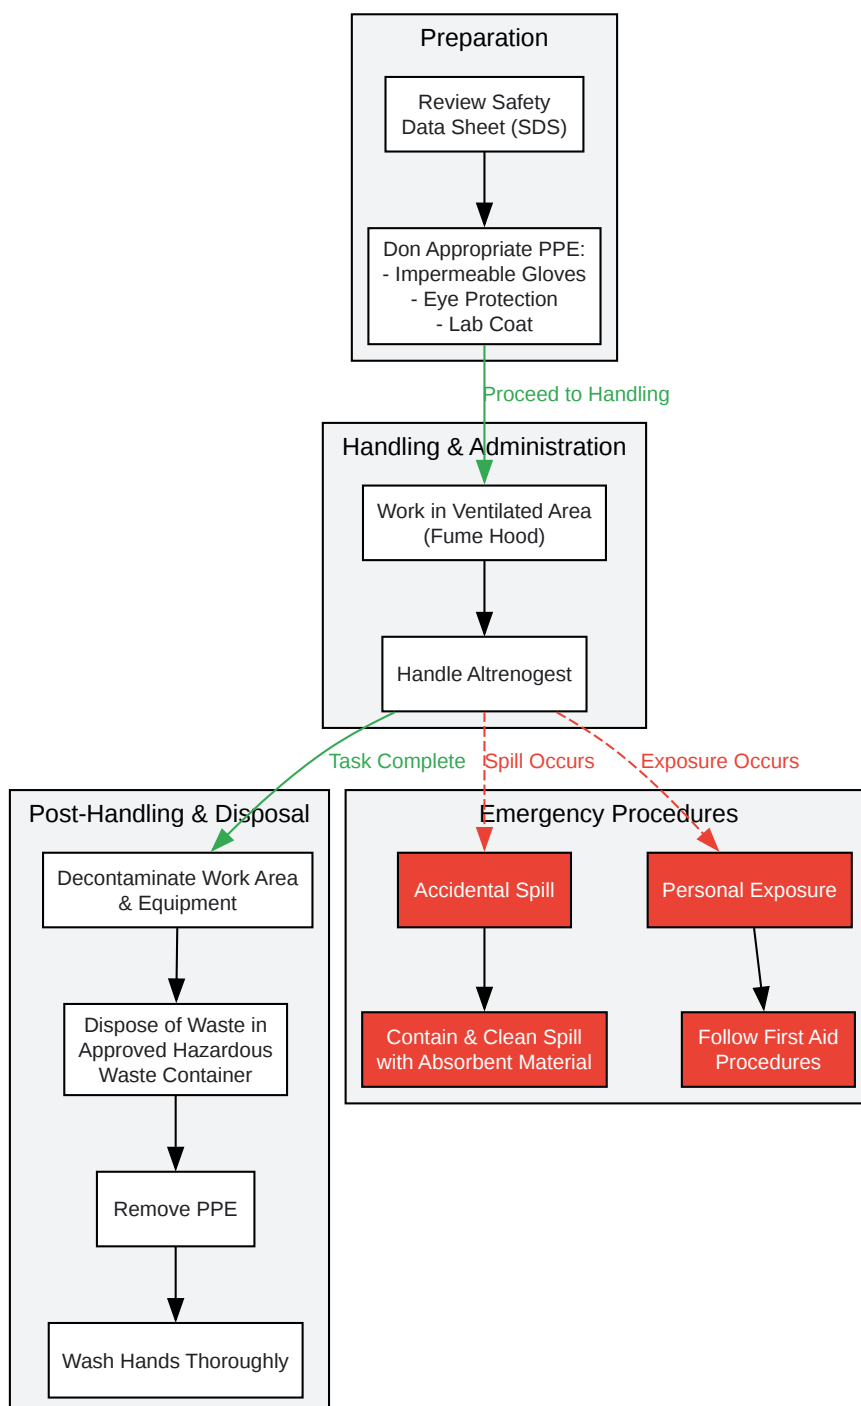 Preparation
Review Safety
Data Sheet (SDS)
Don Appropriate PPE:
- Impermeable Gloves
- Eye Protection
- Lab Coat
Proceed to Handling
Handling & Administration
Work in Ventilated Area
(Fume Hood)
Handle Altrenogest
Task Complete
Spill Occurs
Exposure Occurs
Post-Handling & Disposal
Decontaminate Work Area
& Equipment
Dispose of Waste in
Approved Hazardous
Waste Container
Remove PPE
Wash Hands Thoroughly
Emergency Procedures
Accidental Spill
Personal Exposure
Contain & Clean Spill
with Absorbent Material
Follow First Aid
Procedures